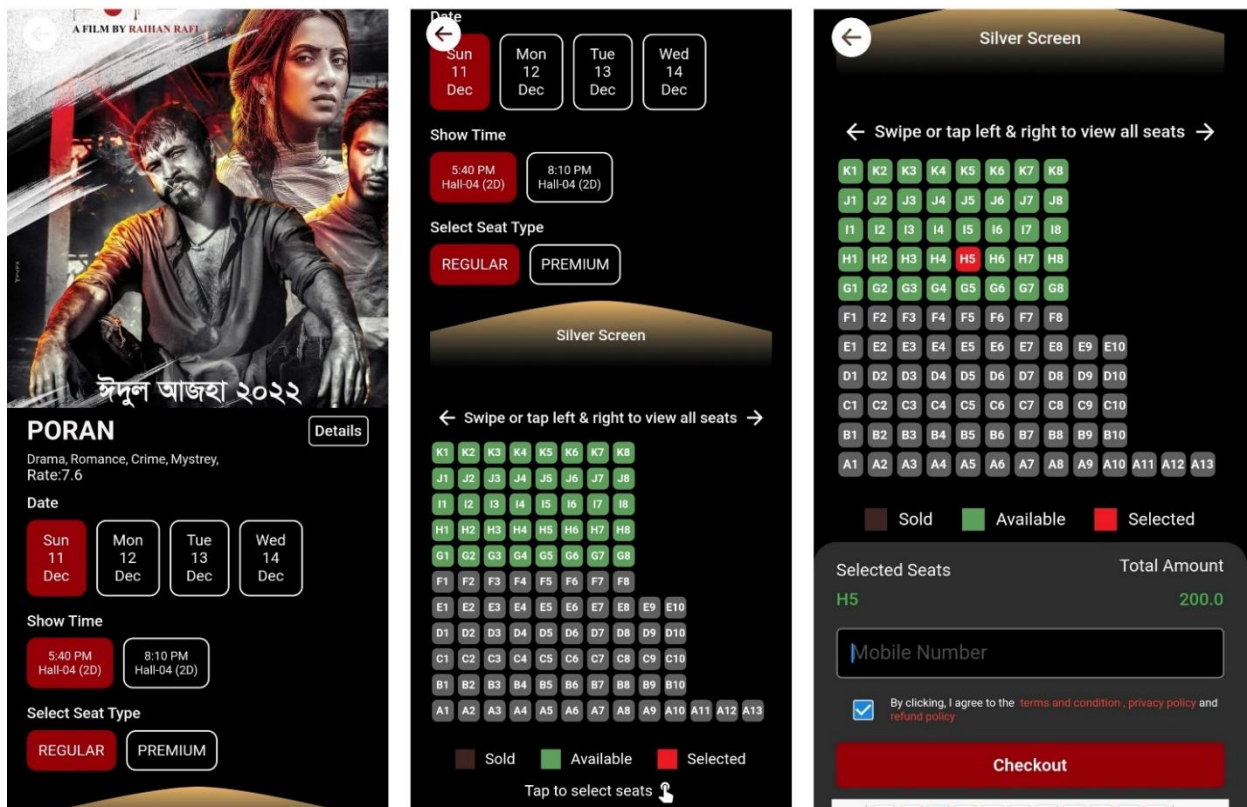 A FILM BY RAIHAN RAFI
ঈদুল আজহা ২০২২
PORAN
Details
Drama, Romance, Crime, Mystrey,
Rate:7.6
Date
Sun 11 Dec
Mon 12 Dec
Tue 13 Dec
Wed 14 Dec
Show Time
5:40 PM Hall-04 (2D)
8:10 PM Hall-04 (2D)
Select Seat Type
REGULAR PREMIUM
Date
Sun 11 Dec
Mon 12 Dec
Tue 13 Dec
Wed 14 Dec
Show Time
5:40 PM Hall-04 (2D)
8:10 PM Hall-04 (2D)
Select Seat Type
REGULAR PREMIUM
Silver Screen
Swipe or tap left & right to view all seats
K1 K2 K3 K4 K5 K6 K7 K8
J1 J2 J3 J4 J5 J6 J7 J8
I1 I2 I3 I4 I5 I6 I7 I8
H1 H2 H3 H4 H5 H6 H7 H8
G1 G2 G3 G4 G5 G6 G7 G8
F1 F2 F3 F4 F5 F6 F7 F8
E1 E2 E3 E4 E5 E6 E7 E8 E9 E10
D1 D2 D3 D4 D5 D6 D7 D8 D9 D10
C1 C2 C3 C4 C5 C6 C7 C8 C9 C10
B1 B2 B3 B4 B5 B6 B7 B8 B9 B10
A1 A2 A3 A4 A5 A6 A7 A8 A9 A10 A11 A12 A13
Sold Available Selected
Tap to select seats
Silver Screen
Swipe or tap left & right to view all seats
K1 K2 K3 K4 K5 K6 K7 K8
J1 J2 J3 J4 J5 J6 J7 J8
I1 I2 I3 I4 I5 I6 I7 I8
H1 H2 H3 H4 H5 H6 H7 H8
G1 G2 G3 G4 G5 G6 G7 G8
F1 F2 F3 F4 F5 F6 F7 F8
E1 E2 E3 E4 E5 E6 E7 E8 E9 E10
D1 D2 D3 D4 D5 D6 D7 D8 D9 D10
C1 C2 C3 C4 C5 C6 C7 C8 C9 C10
B1 B2 B3 B4 B5 B6 B7 B8 B9 B10
A1 A2 A3 A4 A5 A6 A7 A8 A9 A10 A11 A12 A13
Sold Available Selected
Selected Seats Total Amount
H5 200.0
Mobile Number
By clicking, I agree to the terms and condition , privacy policy and
refund policy
Checkout